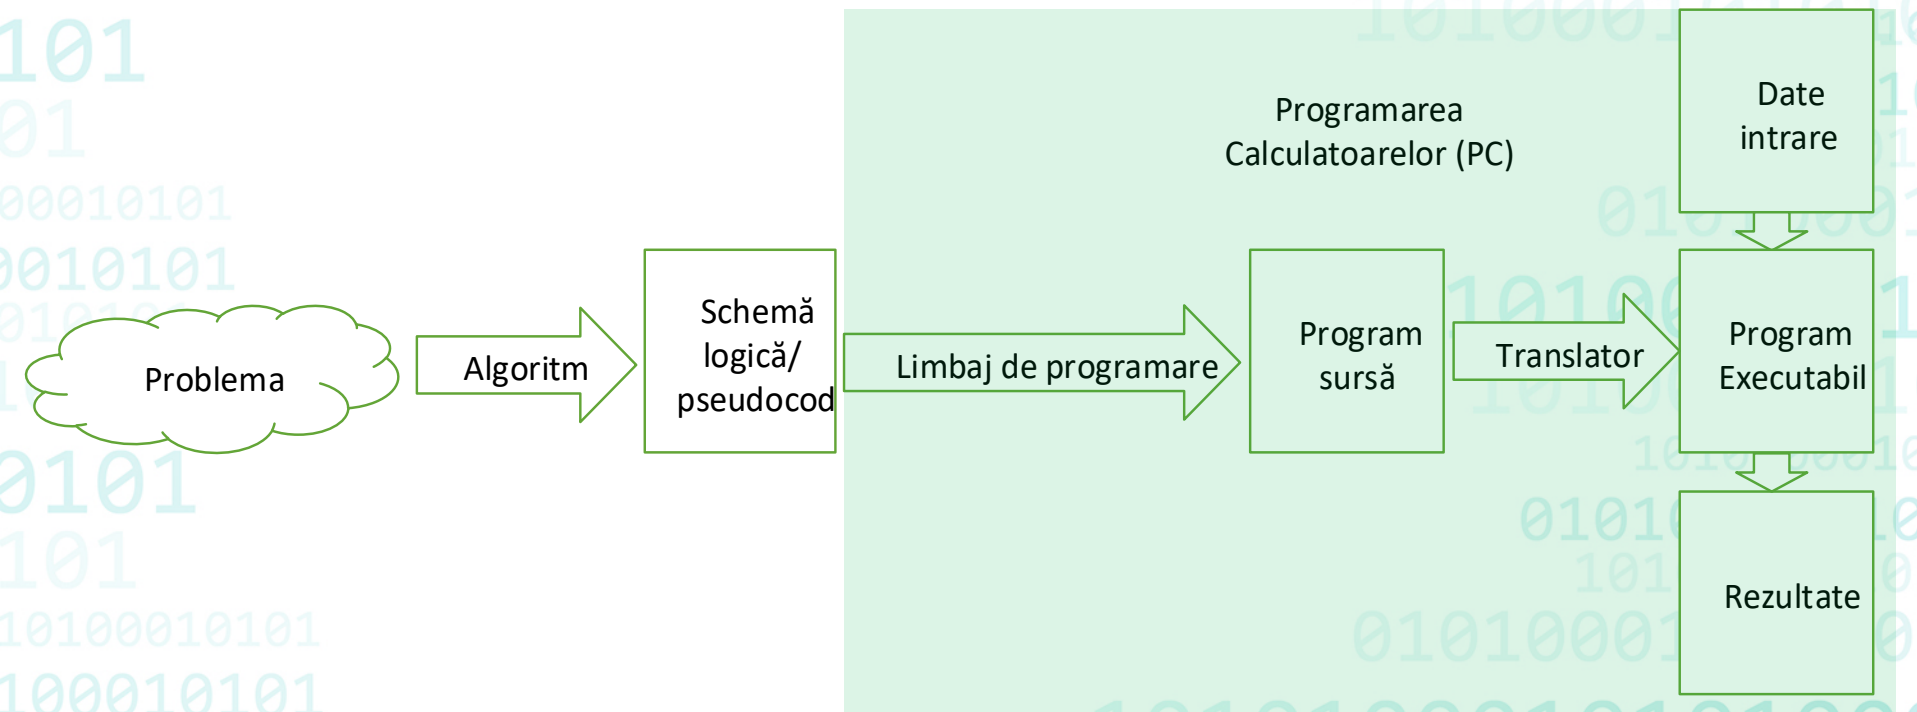 Problema
Algoritm
Schemă
logică/
pseudocod
Limbaj de programare
Programarea
Calculatoarelor (PC)
Program
sursă
Translator
Date
intrare
Program
Executabil
Rezultate